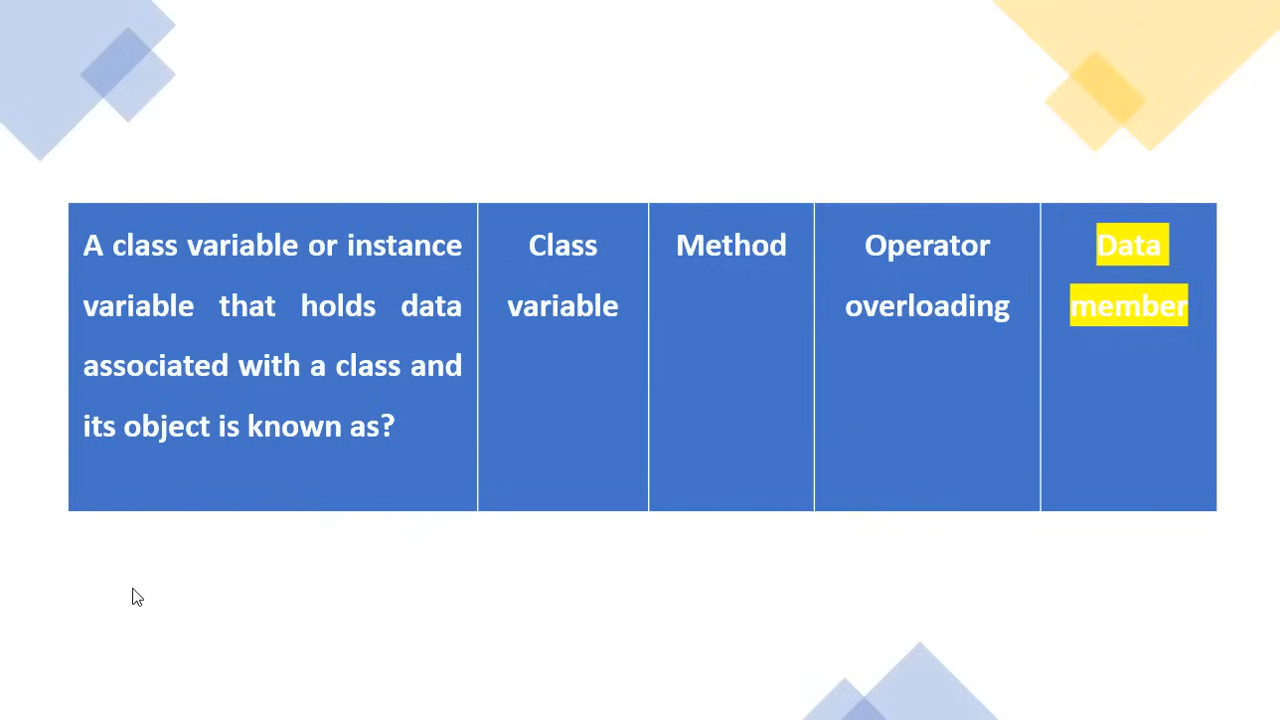 A class variable or instance
variable that holds data
associated with a class and
its object is known as?
Class
variable
Method
Operator
overloading
Data
member